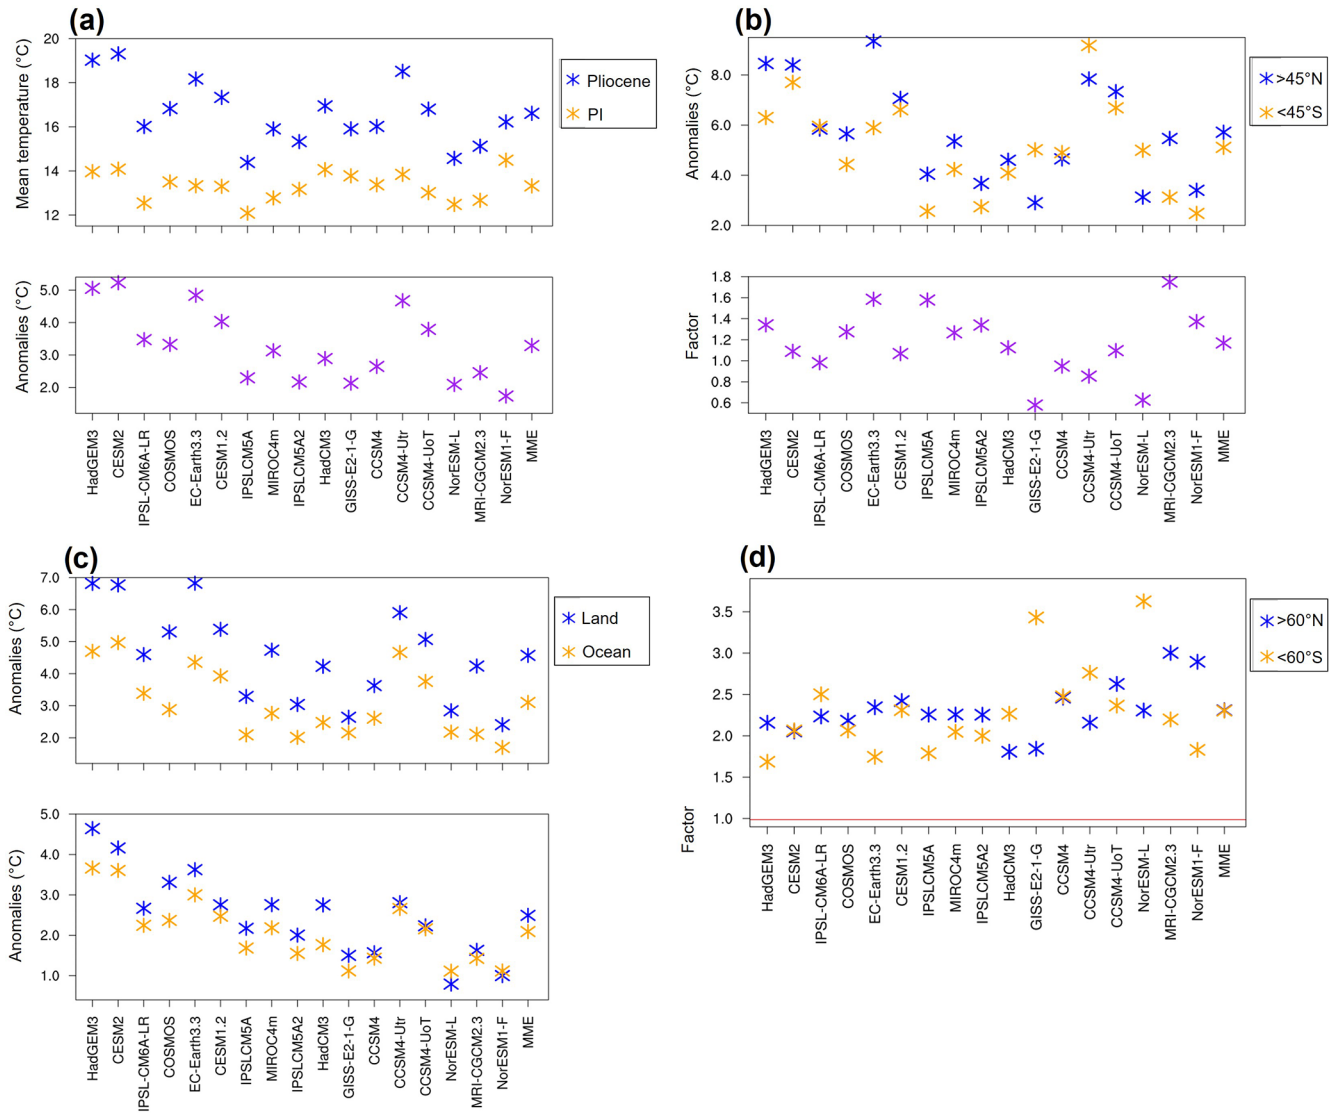 (a)
Mean temperature (°C)
20
18
16
14
12
Pliocene
PI
Anomalies (°C)
5.0
4.0
3.0
2.0
HadGEM3
CESM2
IPSL-CM6A-LR
COSMOS
EC-Earth3.3
CESM1.2
IPSLCM5A
MIROC4m
IPSLCM5A2
HadCM3
GISS-E2-1-G
CCSM4
CCSM4-Utr
CCSM4-UoT
NorESM-L
MRI-CGCM2.3
NorESM1-F
MME
(b)
Anomalies (°C)
8.0
6.0
4.0
2.0
>45°N
<45°S
Factor
1.8
1.6
1.4
1.2
1.0
0.8
0.6
HadGEM3
CESM2
IPSL-CM6A-LR
COSMOS
EC-Earth3.3
CESM1.2
IPSLCM5A
MIROC4m
IPSLCM5A2
HadCM3
GISS-E2-1-G
CCSM4
CCSM4-Utr
CCSM4-UoT
NorESM-L
MRI-CGCM2.3
NorESM1-F
MME
(c)
Anomalies (°C)
7.0
6.0
5.0
4.0
3.0
2.0
Land
Ocean
Anomalies (°C)
5.0
4.0
3.0
2.0
1.0
HadGEM3
CESM2
IPSL-CM6A-LR
COSMOS
EC-Earth3.3
CESM1.2
IPSLCM5A
MIROC4m
IPSLCM5A2
HadCM3
GISS-E2-1-G
CCSM4
CCSM4-Utr
CCSM4-UoT
NorESM-L
MRI-CGCM2.3
NorESM1-F
MME
(d)
Factor
3.5
3.0
2.5
2.0
1.5
1.0
>60°N
<60°S
HadGEM3
CESM2
IPSL-CM6A-LR
COSMOS
EC-Earth3.3
CESM1.2
IPSLCM5A
MIROC4m
IPSLCM5A2
HadCM3
GISS-E2-1-G
CCSM4
CCSM4-Utr
CCSM4-UoT
NorESM-L
MRI-CGCM2.3
NorESM1-F
MME